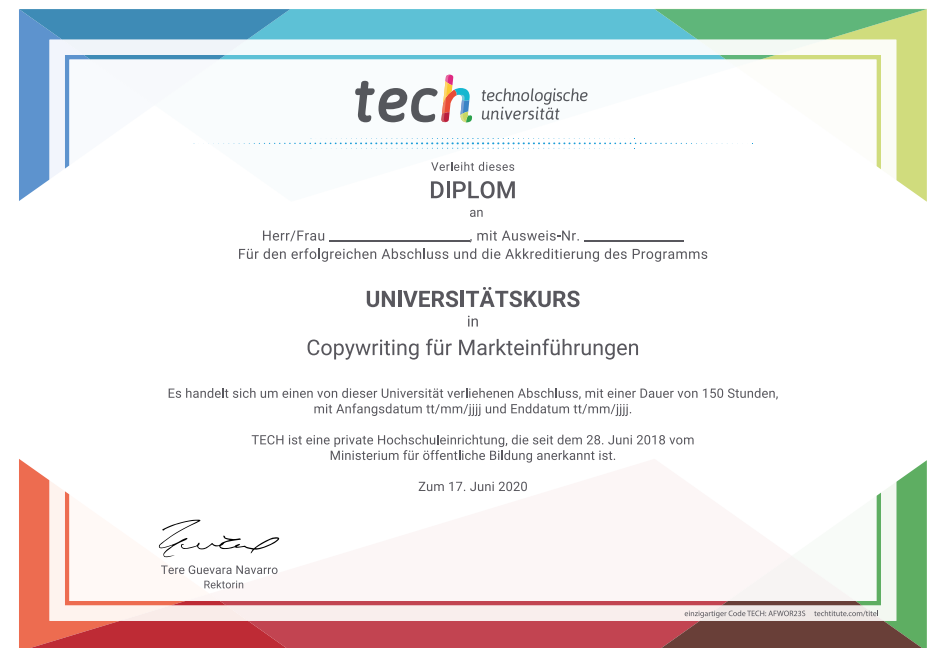 tech technologische
universität
Verleiht dieses
DIPLOM
an
Herr/Frau ____________________, mit Ausweis-Nr. ______________
Für den erfolgreichen Abschluss und die Akkreditierung des Programms
UNIVERSITÄTSKURS
in
Copywriting für Markteinführungen
Es handelt sich um einen von dieser Universität verliehenen Abschluss, mit einer Dauer von 150 Stunden,
mit Anfangsdatum tt/mm/jjjj und Enddatum tt/mm/jjjj.
TECH ist eine private Hochschuleinrichtung, die seit dem 28. Juni 2018 vom
Ministerium für öffentliche Bildung anerkannt ist.
Zum 17. Juni 2020
Tere Guevara Navarro
Rektorin
einzigartiger Code TECH: AFWOR23S techtitute.com/titel